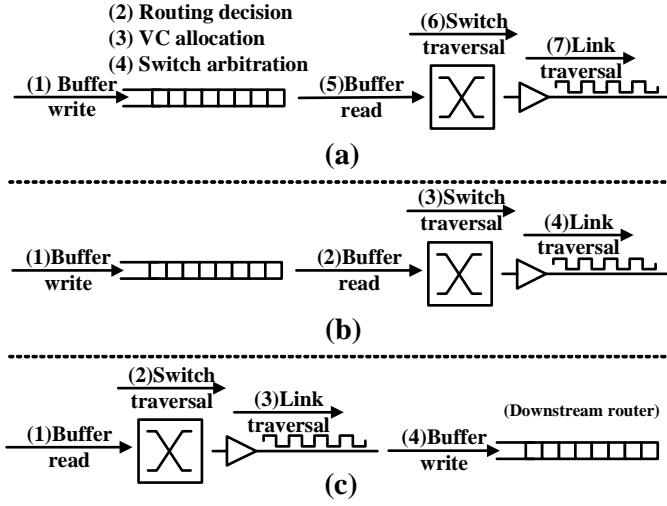 (2) Routing decision
(3) VC allocation
(4) Switch arbitration
(1) Buffer
write
(5)Buffer
read
(6)Switch
traversal
(7)Link
traversal
(a)
(1)Buffer
write
(2)Buffer
read
(3)Switch
traversal
(4)Link
traversal
(b)
(1)Buffer
read
(2)Switch
traversal
(3)Link
traversal
(4)Buffer
write
(Downstream router)
(c)